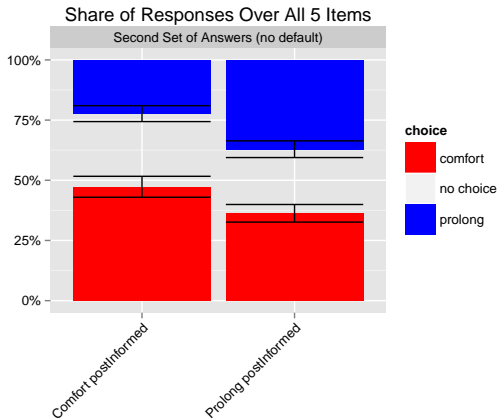 Share of Responses Over All 5 Items
Second Set of Answers (no default)
100%
75%
50%
25%
0%
Comfort postInformed
Prolong postInformed
choice
comfort
no choice
prolong